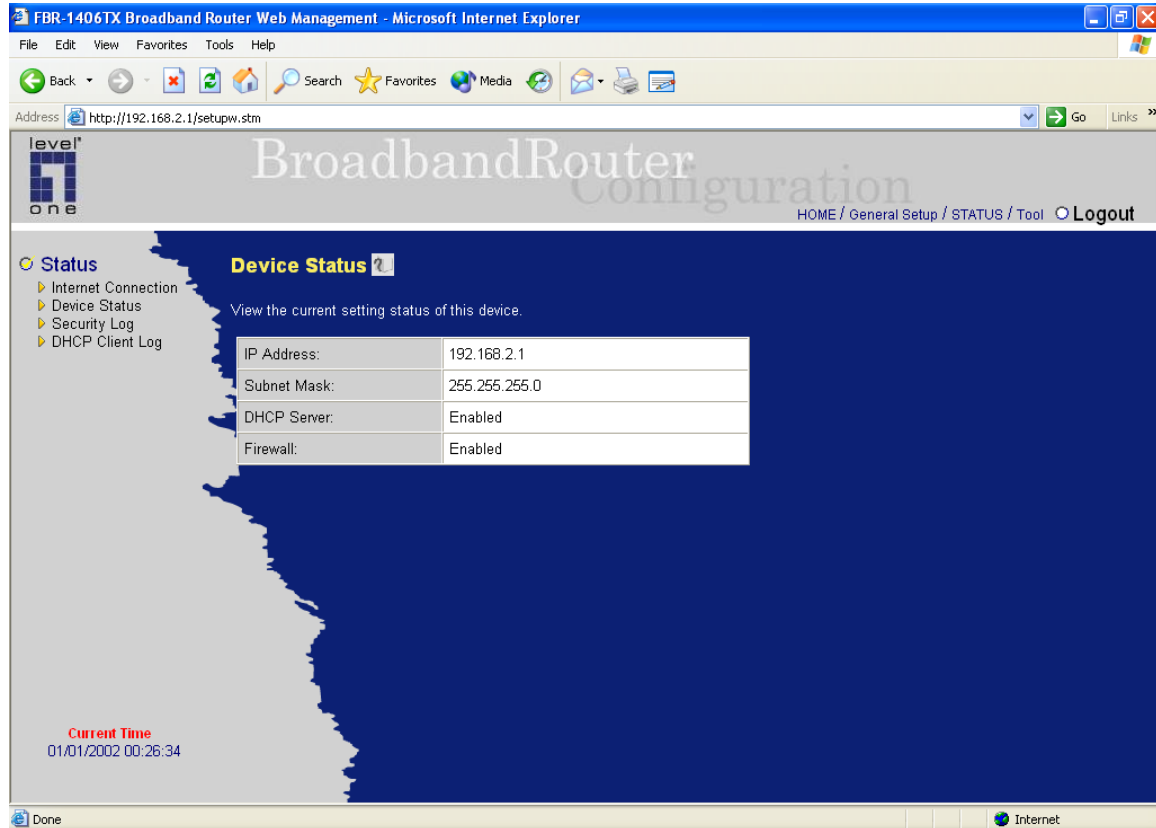 FBR-1406TX Broadband Router Web Management - Microsoft Internet Explorer
File Edit View Favorites Tools Help
Back Search Favorites Media
Address http://192.168.2.1/setupw.stm Go Links »
level
one
BroadbandRouter
Configuration
HOME / General Setup / STATUS / Tool Logout
Status
Internet Connection
Device Status
Security Log
DHCP Client Log
Device Status
View the current setting status of this device.
IP Address: 192.168.2.1
Subnet Mask: 255.255.255.0
DHCP Server: Enabled
Firewall: Enabled
Current Time
01/01/2002 00:26:34
Done Internet